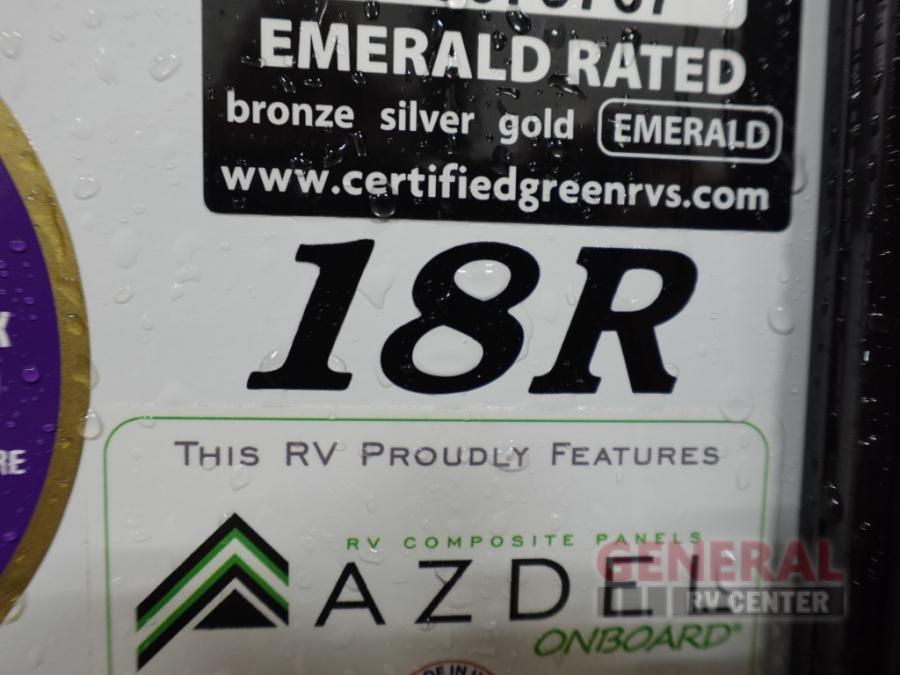 EMERALD RATED
bronze silver gold EMERALD
www.certifiedgreenrvs.com
18R
THIS RV PROUDLY FEATURES
RV COMPOSITE PANELS
AZDEL
ONBOARD®
GENERAL
RV CENTER